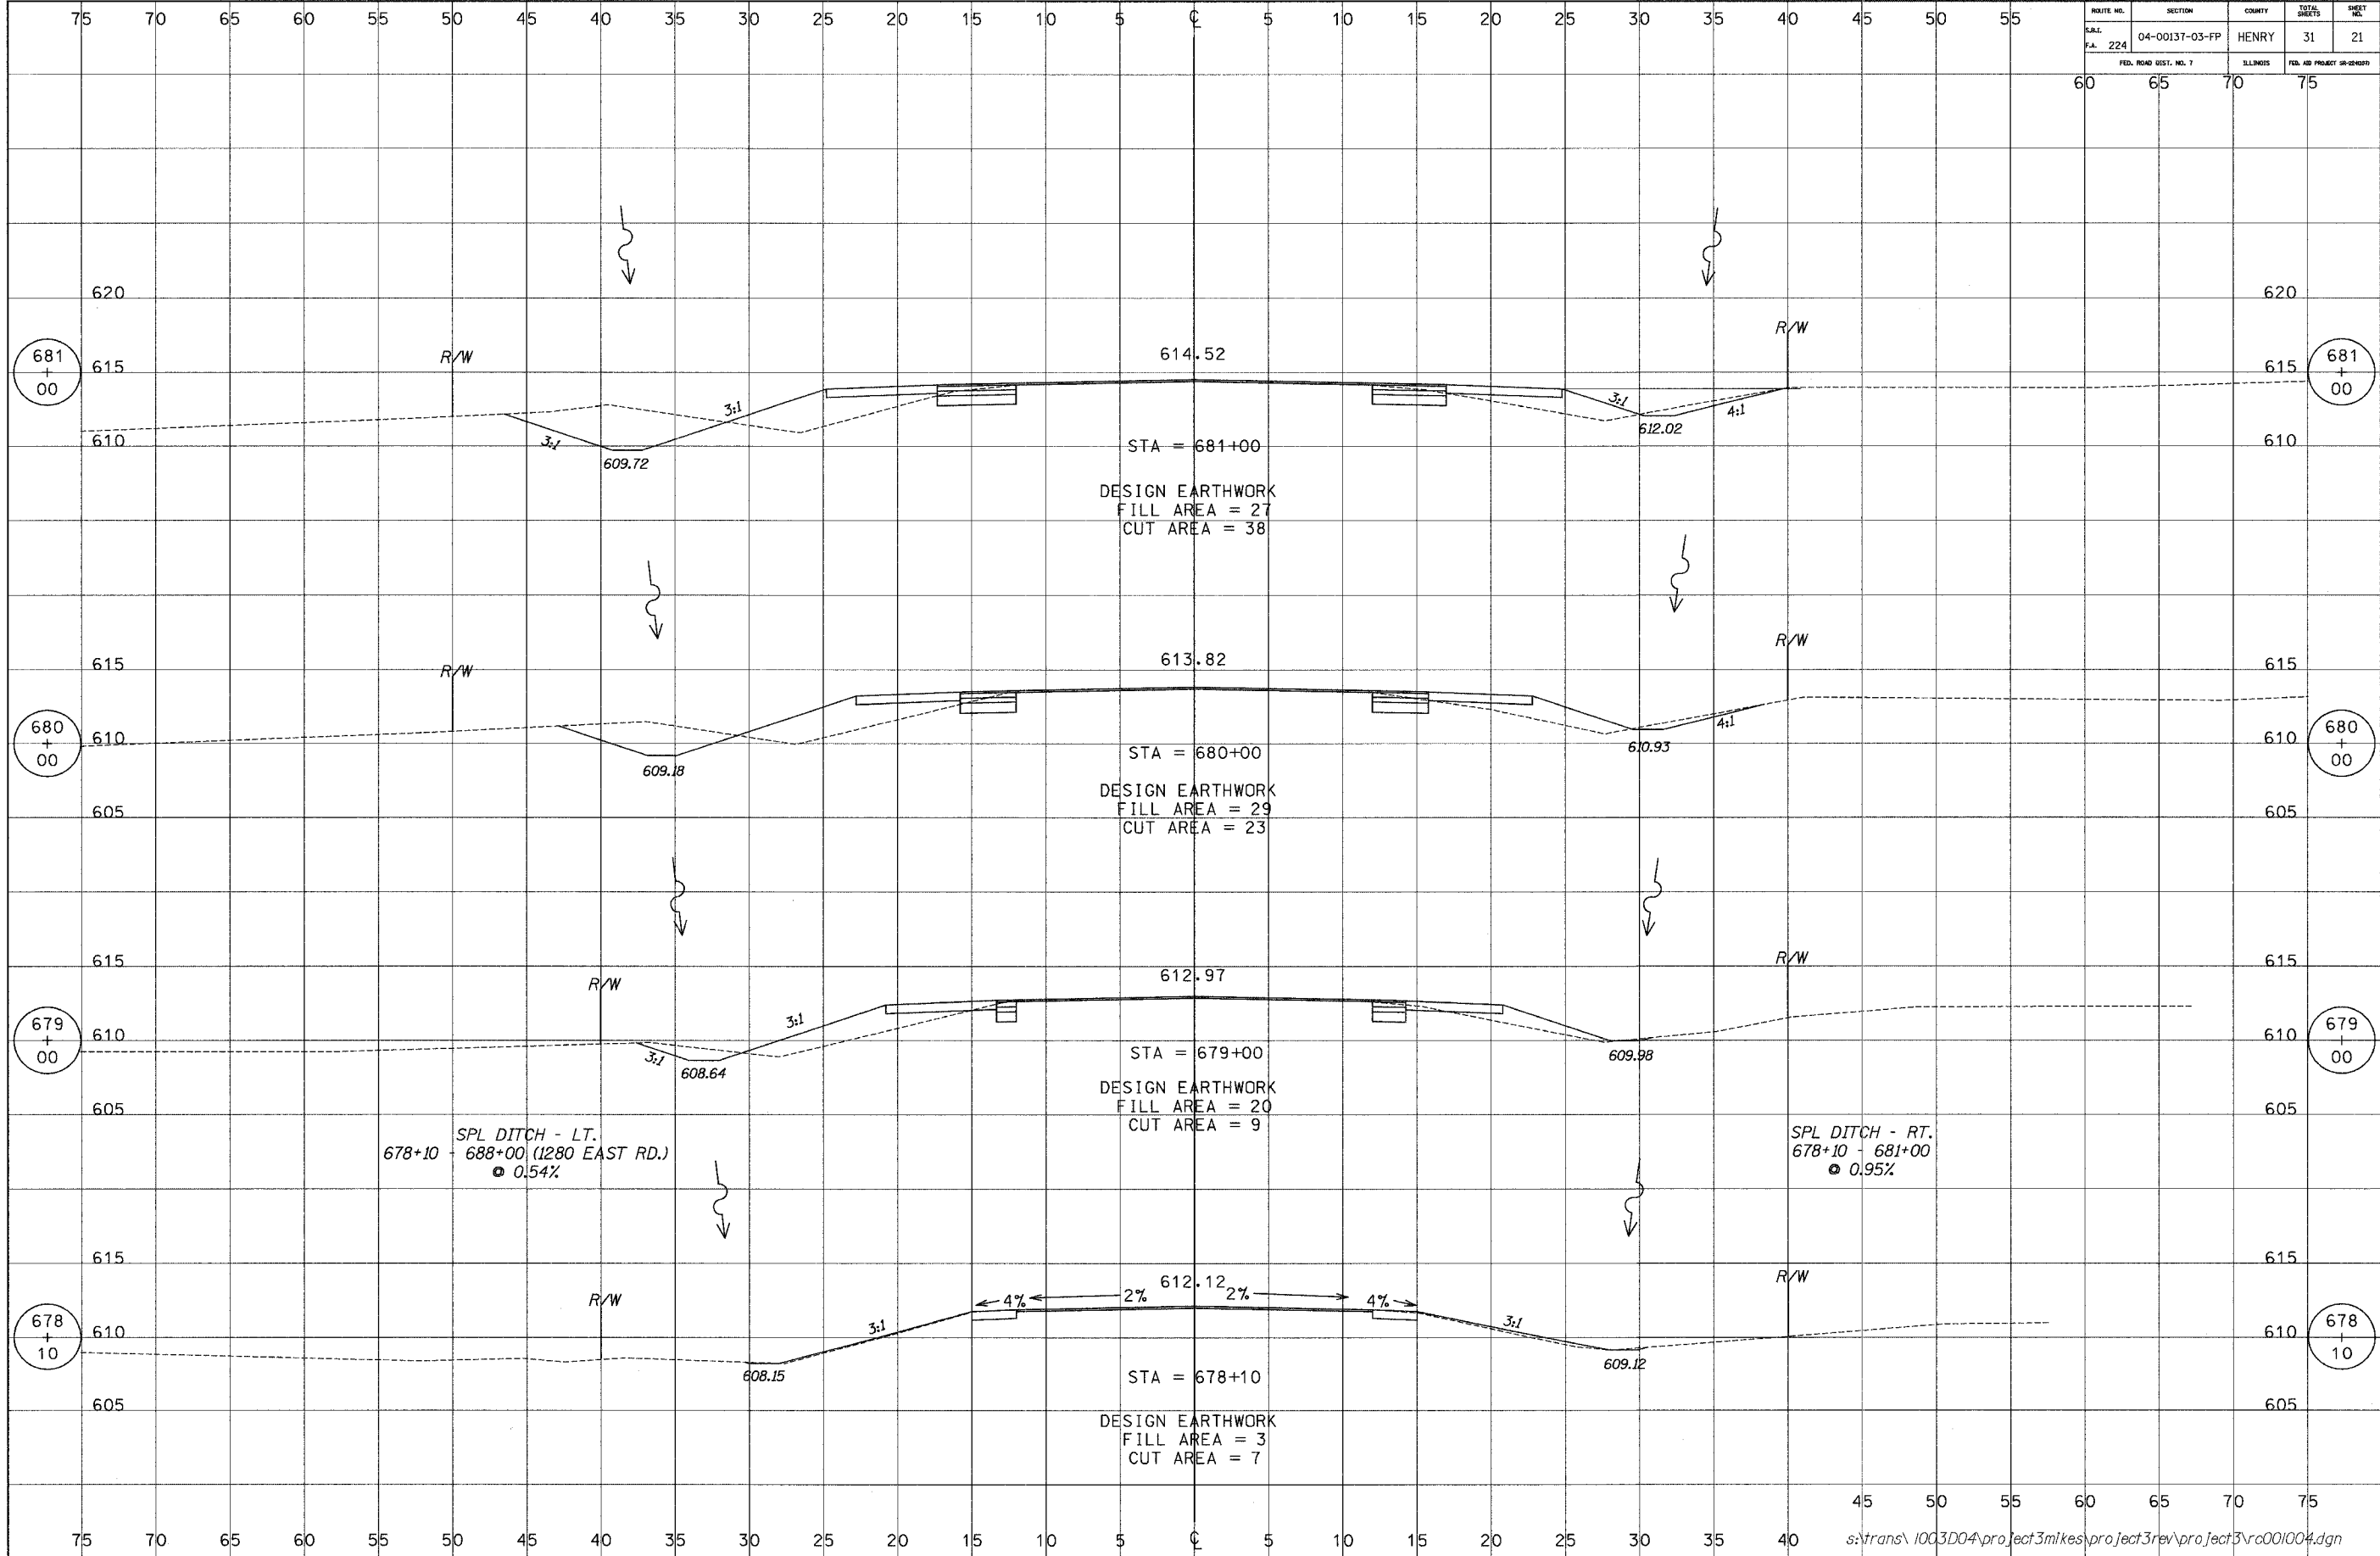 75 70 65 60 55 50 45 40 35 30 25 20 15 10 5 ℄ 5 10 15 20 25 30 35 40 45 50 55
ROUTE NO. SECTION COUNTY TOTAL SHEETS SHEET NO.
S.B.I.
F.A. 224 04-00137-03-FP HENRY 31 21
FED. ROAD DIST. NO. 7 ILLINOIS FED. AID PROJECT
60 65 70 75
620 620
R/W
681 + 00 615 R/W 614.52 615 681 + 00
3:1 3:1 4:1
612.02
610 3:1 STA = 681+00 610
609.72
DESIGN EARTHWORK
FILL AREA = 27
CUT AREA = 38
R/W
615 R/W 613.82 615
4:1
680 + 00 610 610.93 610 680 + 00
STA = 680+00
609.18
DESIGN EARTHWORK
605 FILL AREA = 29 605
CUT AREA = 23
615 R/W 615
R/W 612.97
3:1
679 + 00 610 610 679 + 00
3:1 STA = 679+00 609.98
608.64
DESIGN EARTHWORK
605 FILL AREA = 20 605
CUT AREA = 9
SPL DITCH - LT. SPL DITCH - RT.
678+10 - 688+00 (1280 EAST RD.) 678+10 - 681+00
@ 0.54% @ 0.95%
615 615
612.12 R/W
R/W 4% 2% 2% 4%
678 + 10 610 3:1 3:1 610 678 + 10
609.12
608.15 STA = 678+10
605 605
DESIGN EARTHWORK
FILL AREA = 3
CUT AREA = 7
45 50 55 60 65 70 75
75 70 65 60 55 50 45 40 35 30 25 20 15 10 5 ℄ 5 10 15 20 25 30 35 40
s:\trans\1003D04\project3mikes\project3rev\project3\rc001004.dgn